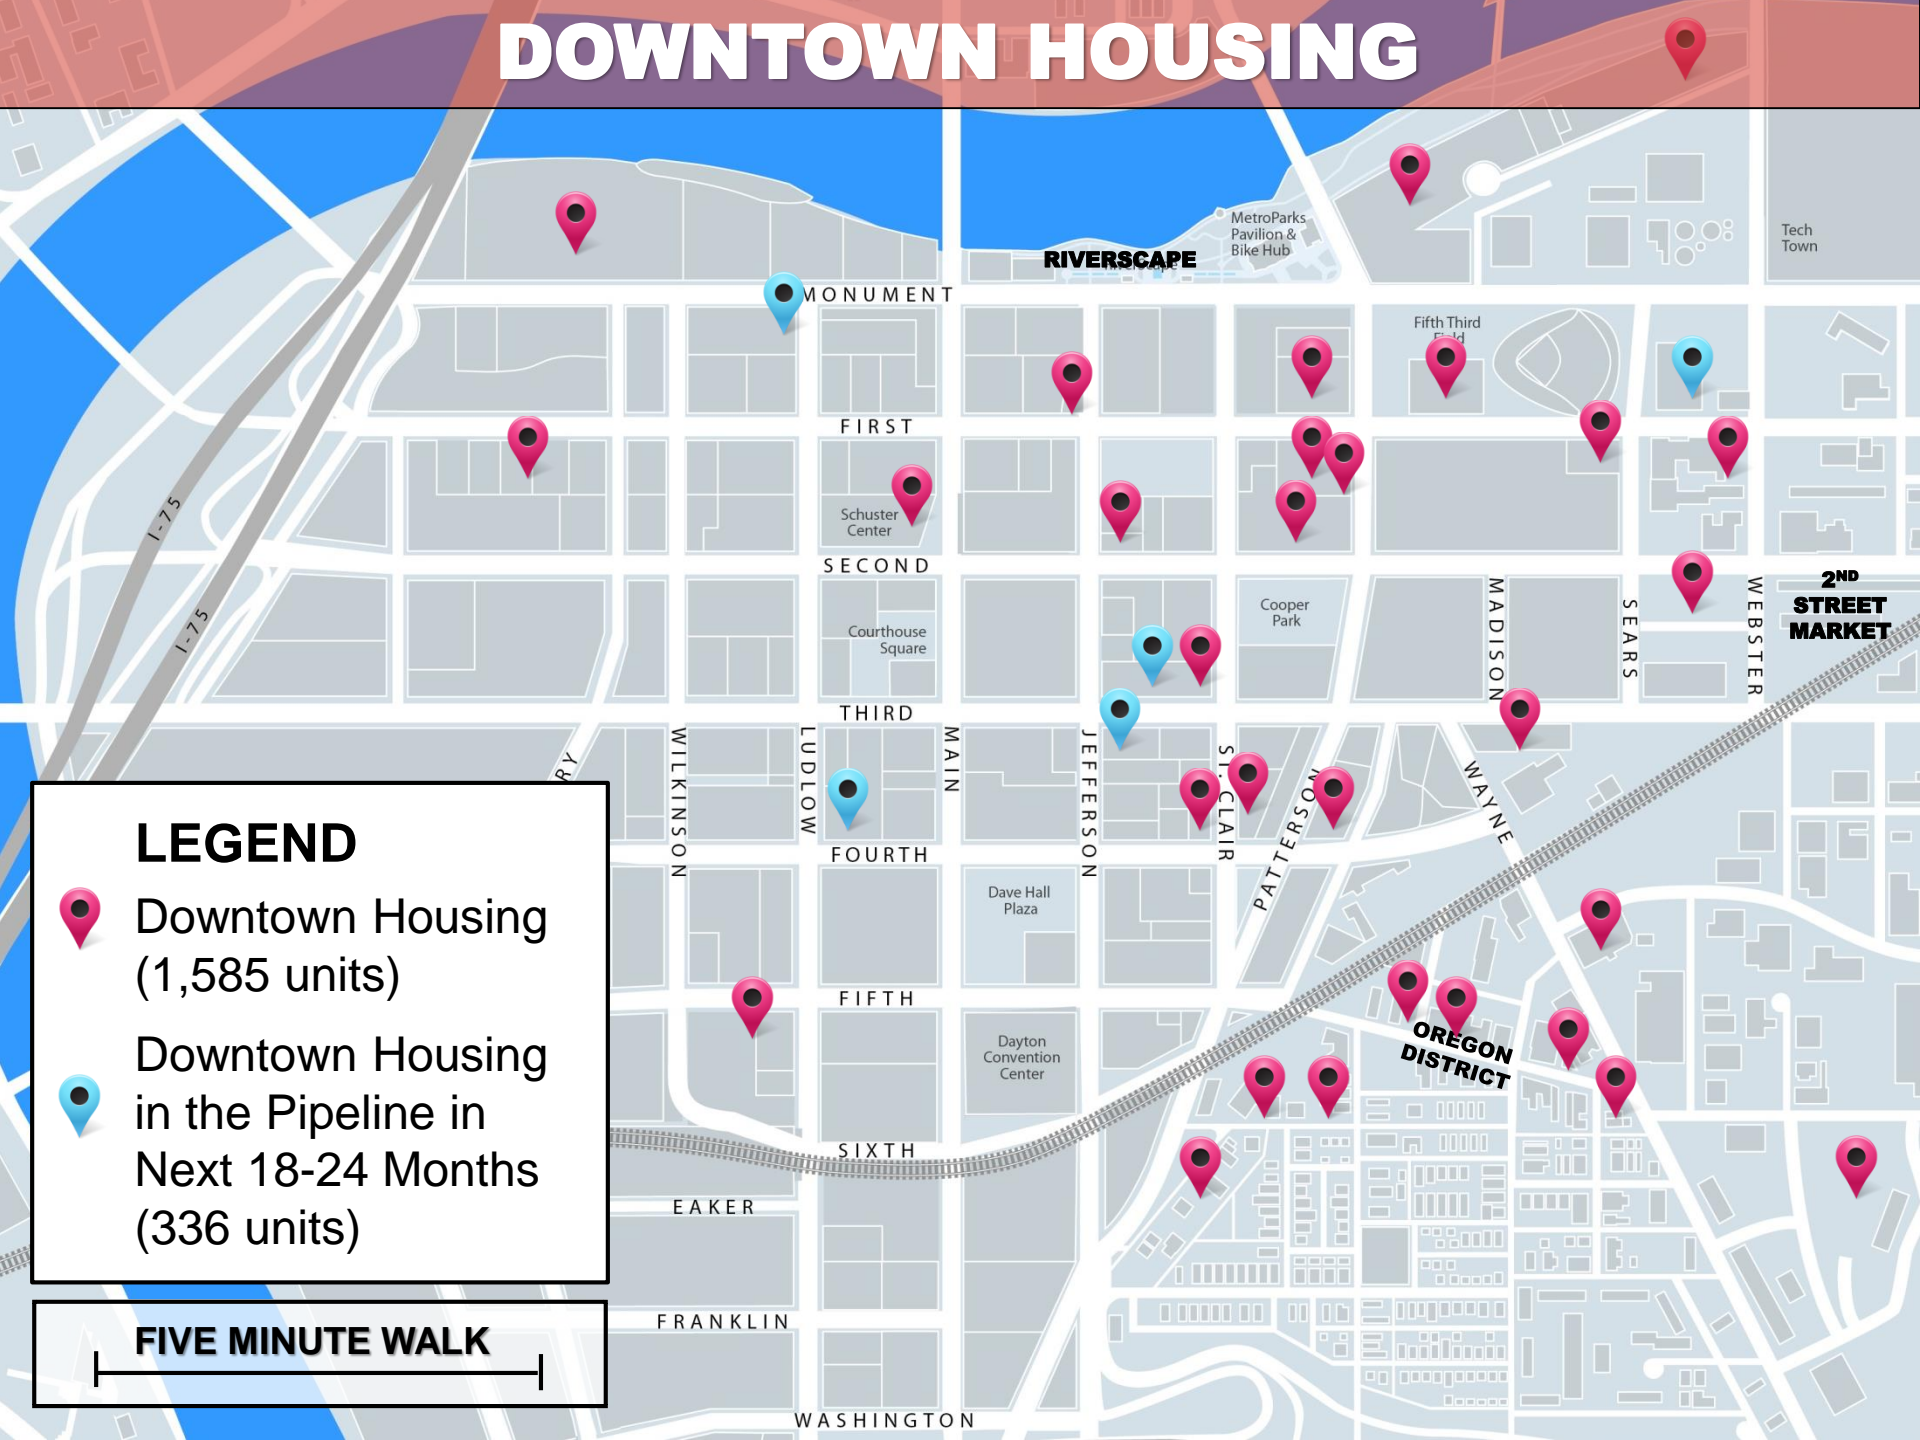 DOWNTOWN HOUSING
MetroParks
Pavilion &
Bike Hub
Tech
Town
RIVERSCAPE
MONUMENT
Fifth Third
Field
FIRST
I-75
Schuster
Center
SECOND
2ND
STREET
MARKET
MADISON
SEARS
WEBSTER
Cooper
Park
I-75
Courthouse
Square
THIRD
WILKINSON
LUDLOW
MAIN
JEFFERSON
ST. CLAIR
PATTERSON
WAYNE
RY
FOURTH
Dave Hall
Plaza
FIFTH
OREGON
DISTRICT
Dayton
Convention
Center
SIXTH
EAKER
FRANKLIN
WASHINGTON
LEGEND
Downtown Housing
(1,585 units)
Downtown Housing
in the Pipeline in
Next 18-24 Months
(336 units)
FIVE MINUTE WALK